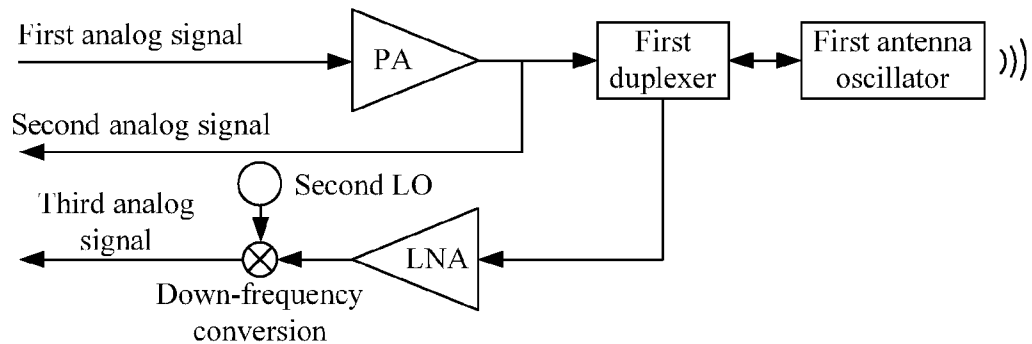 First analog signal
PA
First
duplexer
First antenna
oscillator
Second analog signal
Second LO
Third analog
signal
LNA
Down-frequency
conversion